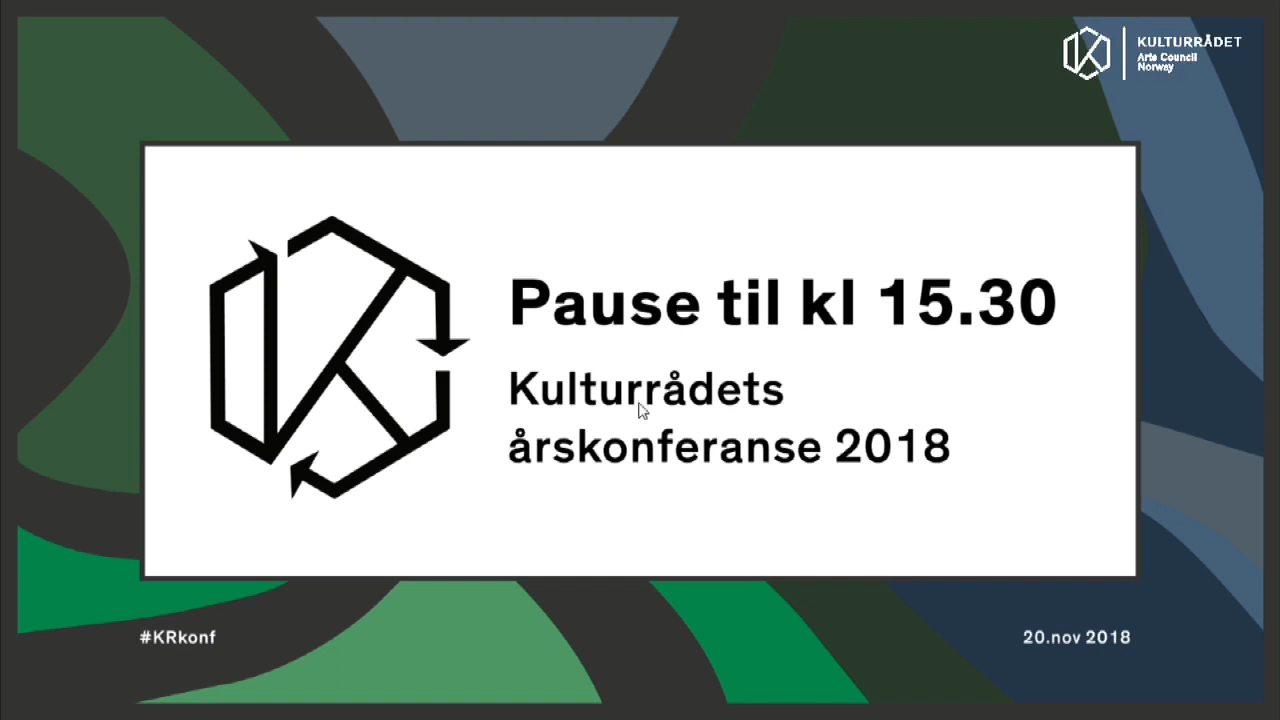 KULTURRÅDET
Arts Council
Norway
Pause til kl 15.30
Kulturrådets
årskonferanse 2018
#KRkonf
20.nov 2018